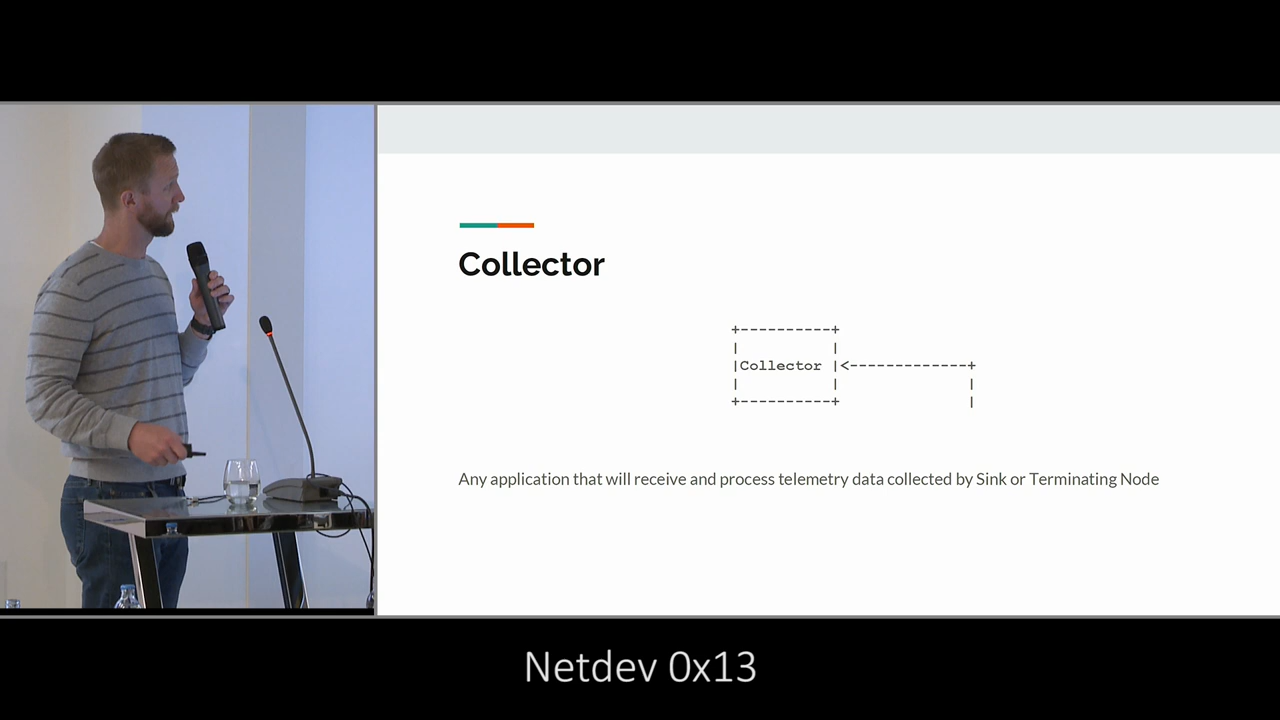 Collector
+----------+
|          |
|Collector |<-------------+
|          |              |
+----------+              |
Any application that will receive and process telemetry data collected by Sink or Terminating Node
Netdev 0x13